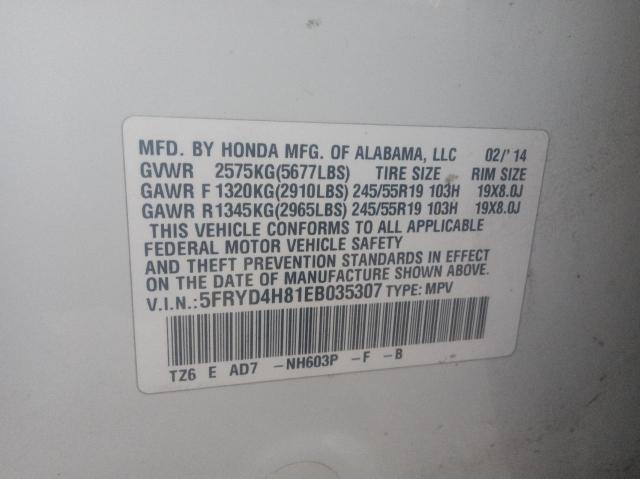 MFD. BY HONDA MFG. OF ALABAMA, LLC 02/'14
GVWR 2575KG(5677LBS) TIRE SIZE RIM SIZE
GAWR F 1320KG(2910LBS) 245/55R19 103H 19X8.0J
GAWR R 1345KG(2965LBS) 245/55R19 103H 19X8.0J
THIS VEHICLE CONFORMS TO ALL APPLICABLE
FEDERAL MOTOR VEHICLE SAFETY
AND THEFT PREVENTION STANDARDS IN EFFECT
ON THE DATE OF MANUFACTURE SHOWN ABOVE.
V.I.N.:5FRYD4H81EB035307 TYPE: MPV
TZ6 E AD7 -NH603P -F -B